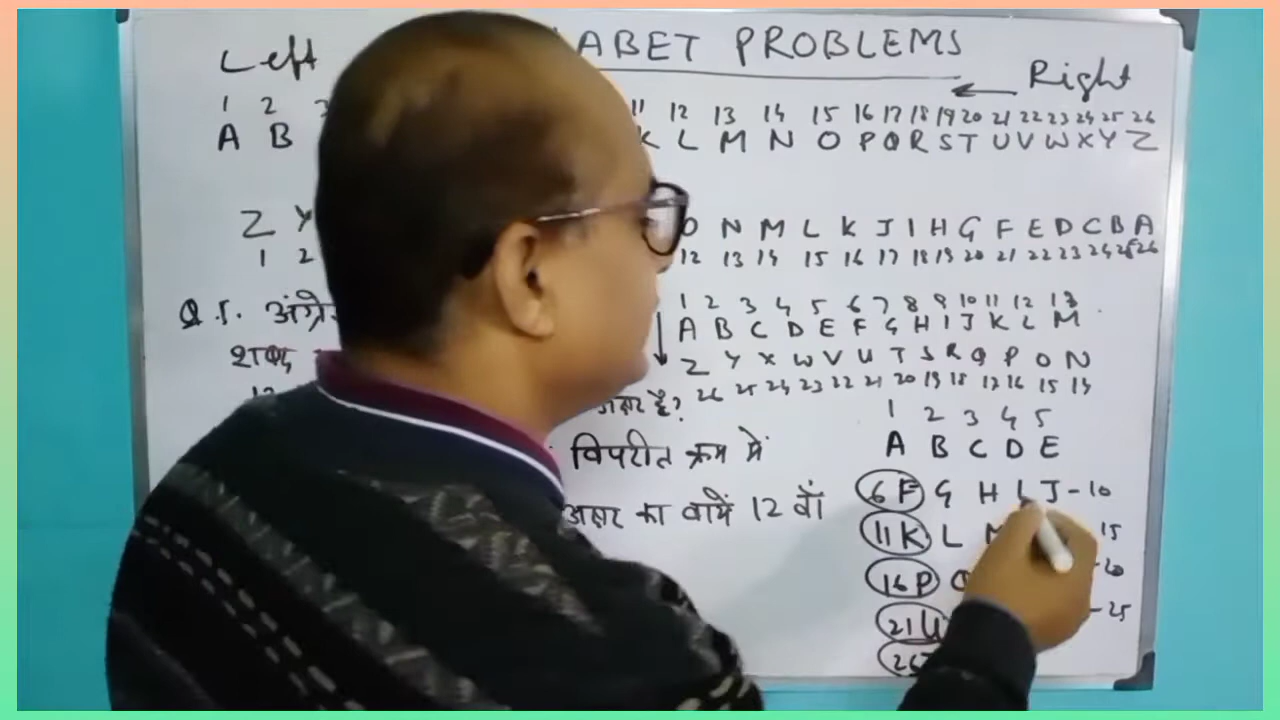 Left ABET PROBLEMS
← Right
1 2 3 11 12 13 14 15 16 17 18 19 20 21 22 23 24 25 26
A B K L M N O P Q R S T U V W X Y Z
Z Y O N M L K J I H G F E D C B A
1 2 12 13 14 15 16 17 18 19 20 21 22 23 24 25 26
Q.5. अंग्रे
1 2 3 4 5 6 7 8 9 10 11 12 13
A B C D E F G H I J K L M
शब्द Z Y X W V U T S R Q P O N
26 25 24 23 22 21 20 19 18 17 16 15 14
अक्षर है?
1 2 3 4 5
विपरीत क्रम में A B C D E
6 F G H I J - 10
अक्षर का बायें 12 वाँ
11 K L M 15
16 P Q - 20
21 U - 25
26